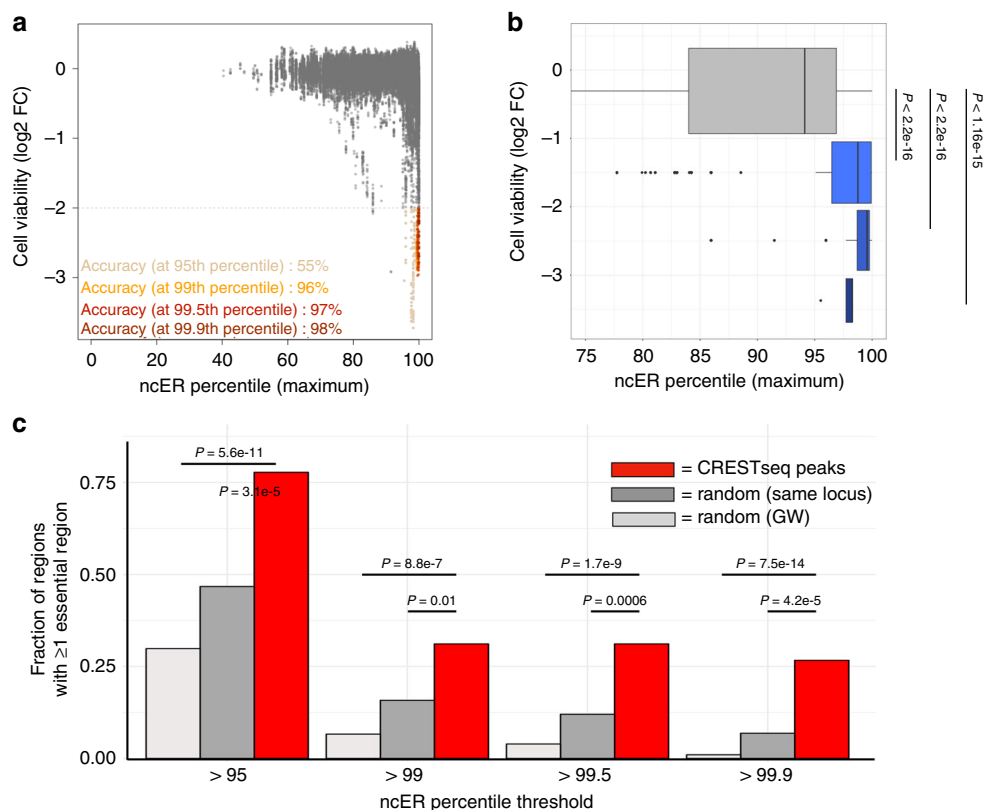 a
0
−1
−2
−3
Cell viability (log2 FC)
Accuracy (at 95th percentile) : 55%
Accuracy (at 99th percentile) : 96%
Accuracy (at 99.5th percentile) : 97%
Accuracy (at 99.9th percentile) : 98%
0 20 40 60 80 100
ncER percentile (maximum)
b
0
−1
−2
−3
Cell viability (log2 FC)
P < 2.2e-16
P < 2.2e-16
P < 1.16e-15
75 80 85 90 95 100
ncER percentile (maximum)
c
0.75
0.50
0.25
0.00
Fraction of regions
with ≥1 essential region
P = 5.6e-11
P = 3.1e-5
P = 8.8e-7
P = 0.01
P = 1.7e-9
P = 0.0006
P = 7.5e-14
P = 4.2e-5
= CRESTseq peaks
= random (same locus)
= random (GW)
> 95 > 99 > 99.5 > 99.9
ncER percentile threshold